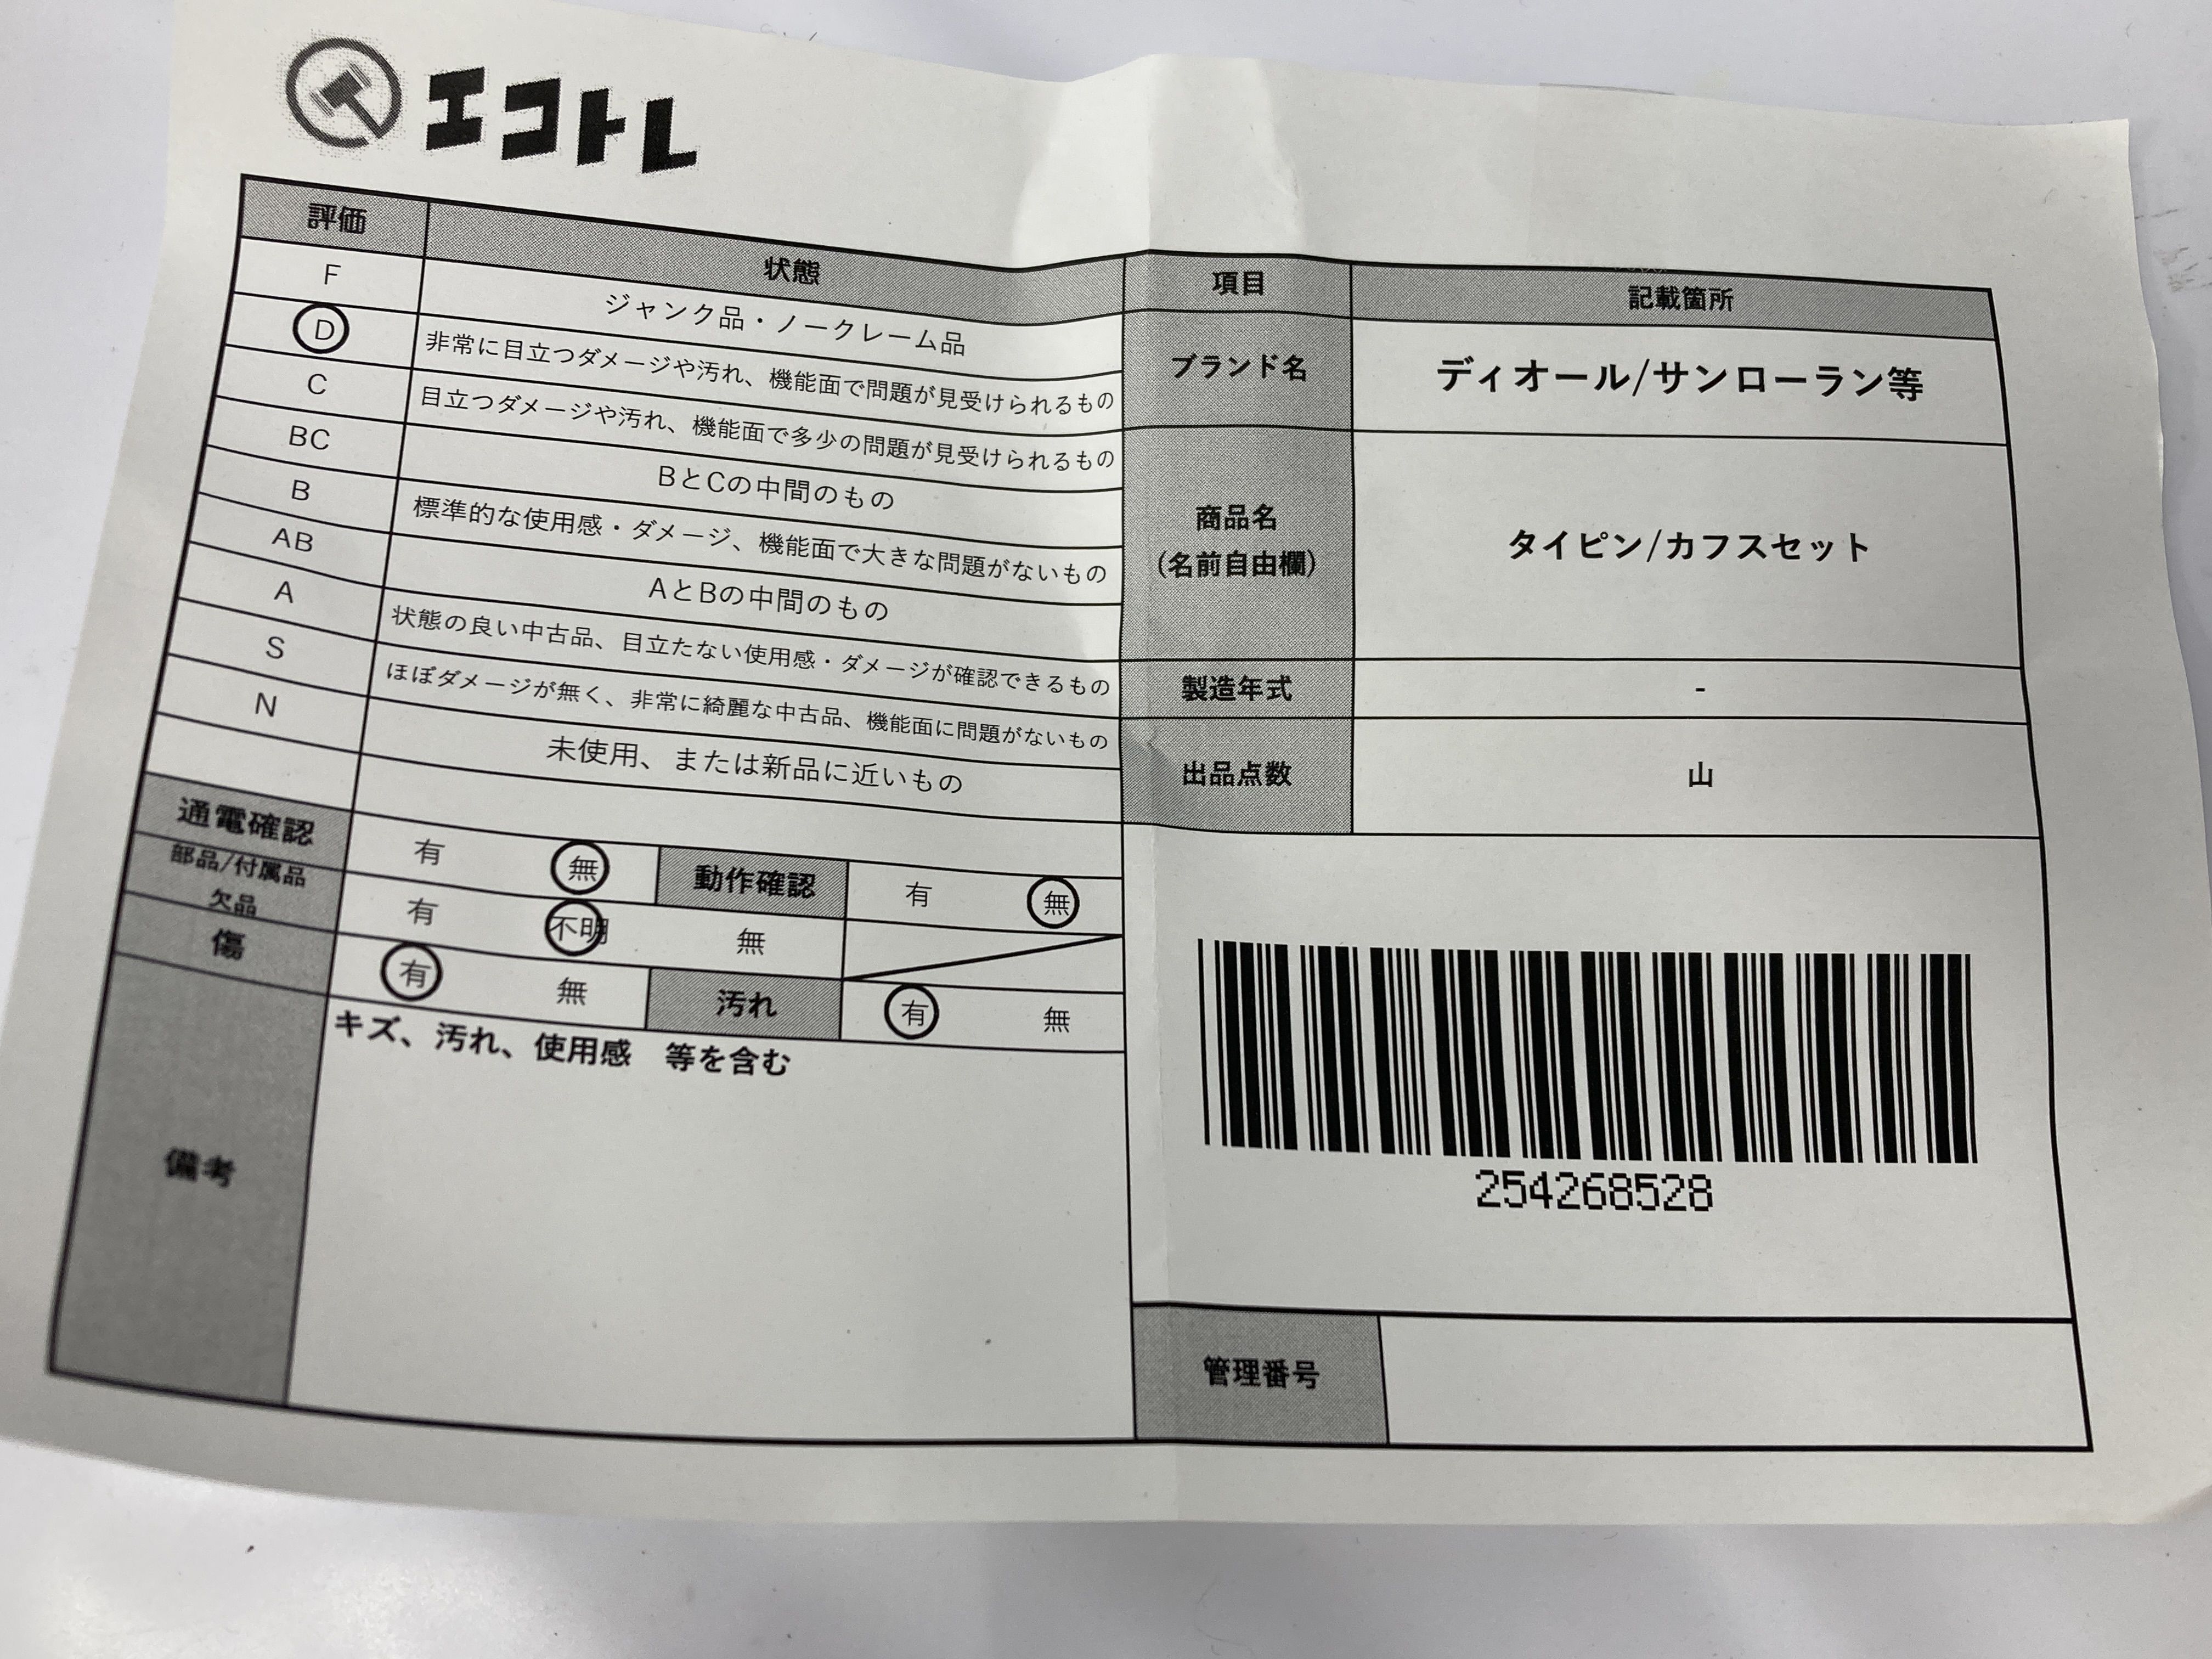 エコトレ
評価 状態
F ジャンク品・ノークレーム品
D 非常に目立つダメージや汚れ、機能面で問題が見受けられるもの
C 目立つダメージや汚れ、機能面で多少の問題が見受けられるもの
BC BとCの中間のもの
B 標準的な使用感・ダメージ、機能面で大きな問題がないもの
AB AとBの中間のもの
A 状態の良い中古品、目立たない使用感・ダメージが確認できるもの
S ほぼダメージが無く、非常に綺麗な中古品、機能面に問題がないもの
N 未使用、または新品に近いもの
通電確認 有 無 動作確認 有 無
部品/付属品
欠品 有 不明 無
傷 有 無 汚れ 有 無
備考 キズ、汚れ、使用感 等を含む
項目 記載箇所
ブランド名 ディオール/サンローラン等
商品名
(名前自由欄) タイピン/カフスセット
製造年式 -
出品点数 山
254268528
管理番号